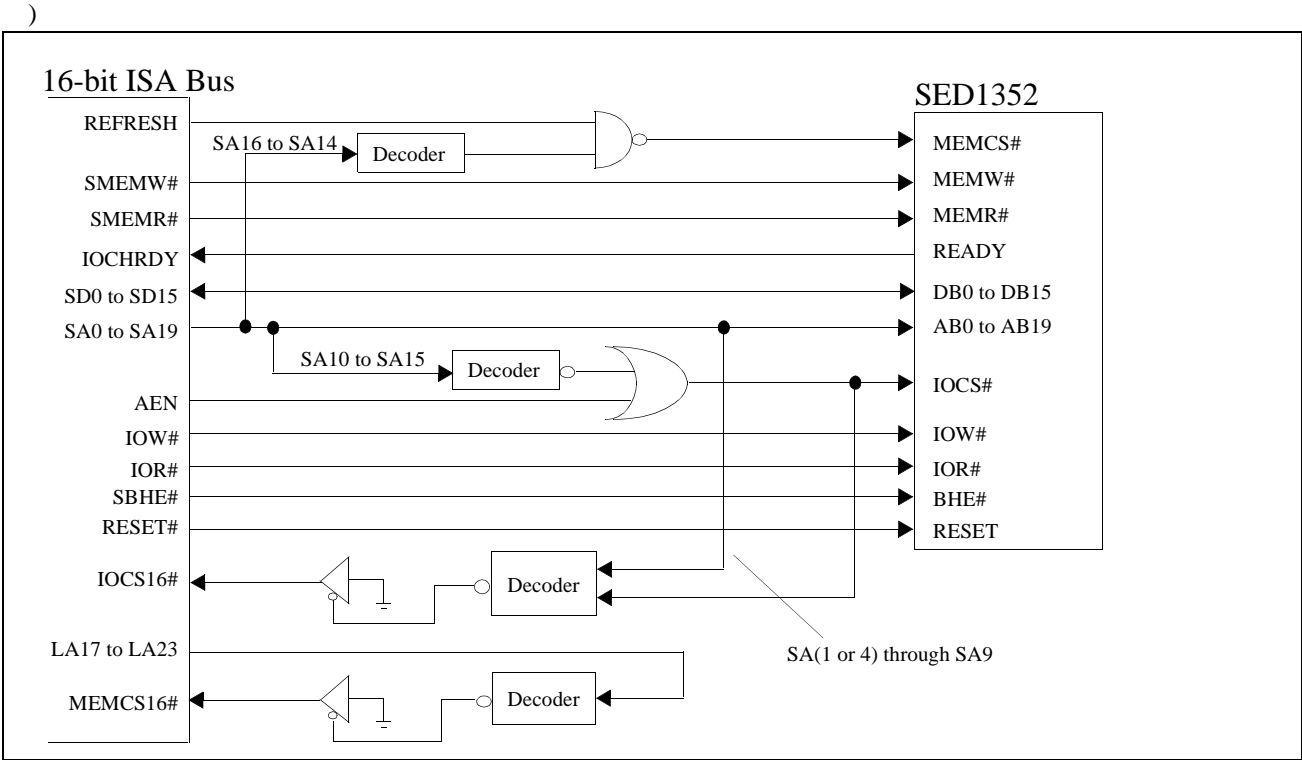 )
16-bit ISA Bus
SED1352
REFRESH
SA16 to SA14
Decoder
MEMCS#
SMEMW#
MEMW#
SMEMR#
MEMR#
IOCHRDY
READY
SD0 to SD15
DB0 to DB15
SA0 to SA19
AB0 to AB19
SA10 to SA15
Decoder
IOCS#
AEN
IOW#
IOW#
IOR#
IOR#
SBHE#
BHE#
RESET#
RESET
IOCS16#
Decoder
SA(1 or 4) through SA9
LA17 to LA23
MEMCS16#
Decoder